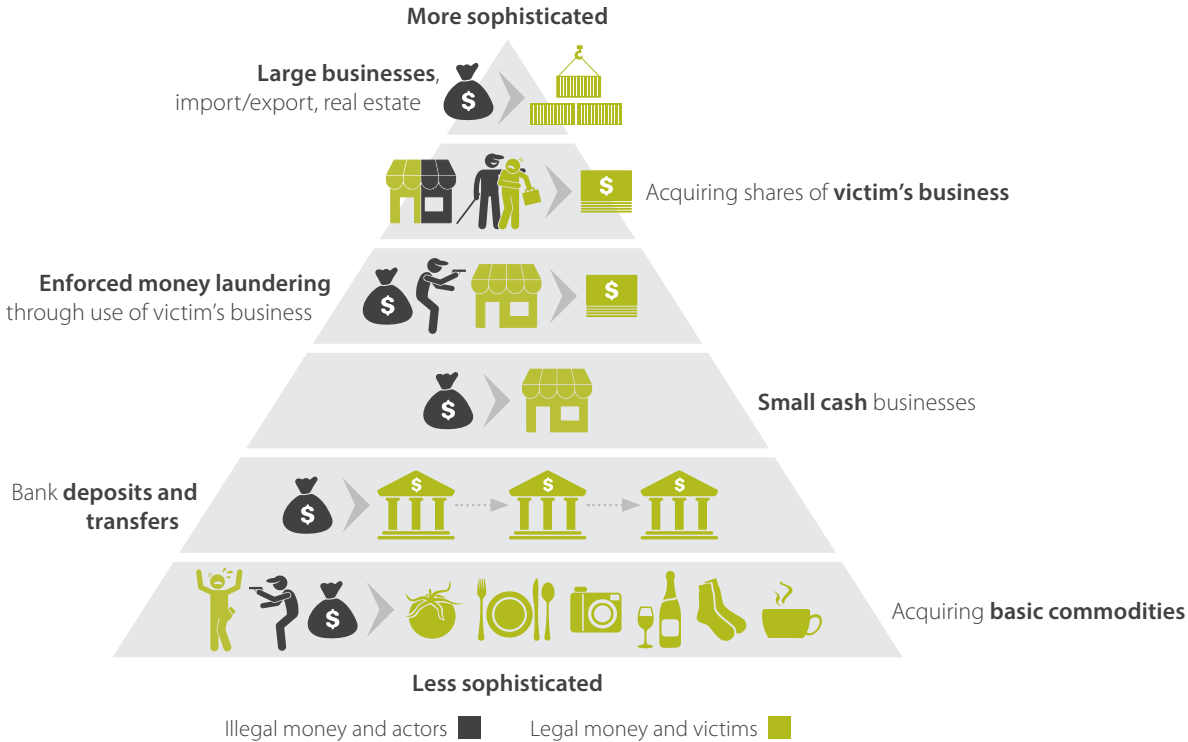 More sophisticated
Large businesses,
import/export, real estate
$
$
Acquiring shares of victim's business
Enforced money laundering
through use of victim's business
$
$
$
Small cash businesses
Bank deposits and
transfers
$
$
$
$
$
Acquiring basic commodities
Less sophisticated
Illegal money and actors
Legal money and victims